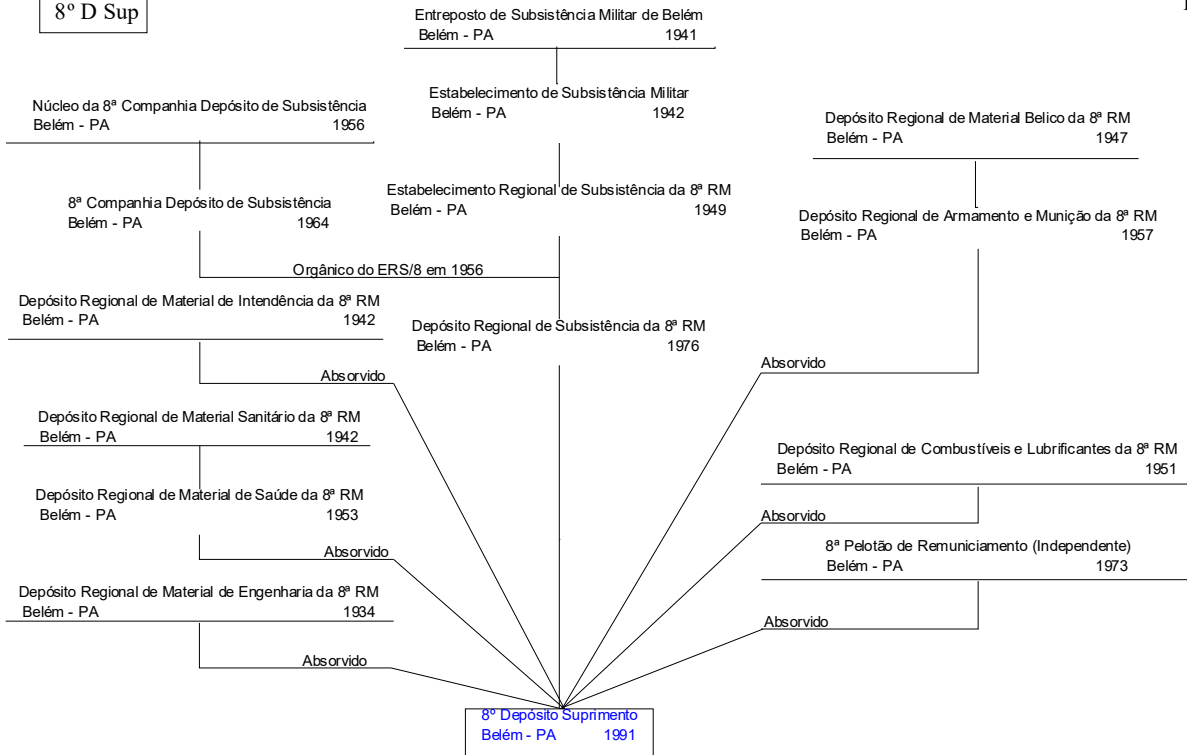 8º D Sup
Entreposto de Subsistência Militar de Belém
Belém - PA 1941
Estabelecimento de Subsistência Militar
Belém - PA 1942
Núcleo da 8ª Companhia Depósito de Subsistência
Belém - PA 1956
Depósito Regional de Material Belico da 8ª RM
Belém - PA 1947
8ª Companhia Depósito de Subsistência
Belém - PA 1964
Estabelecimento Regional de Subsistência da 8ª RM
Belém - PA 1949
Depósito Regional de Armamento e Munição da 8ª RM
Belém - PA 1957
Orgânico do ERS/8 em 1956
Depósito Regional de Material de Intendência da 8ª RM
Belém - PA 1942
Depósito Regional de Subsistência da 8ª RM
Belém - PA 1976
Absorvido
Absorvido
Depósito Regional de Material Sanitário da 8ª RM
Belém - PA 1942
Depósito Regional de Combustíveis e Lubrificantes da 8ª RM
Belém - PA 1951
Depósito Regional de Material de Saúde da 8ª RM
Belém - PA 1953
Absorvido
Absorvido
8ª Pelotão de Remuniciamento (Independente)
Belém - PA 1973
Depósito Regional de Material de Engenharia da 8ª RM
Belém - PA 1934
Absorvido
Absorvido
8º Depósito Suprimento
Belém - PA 1991